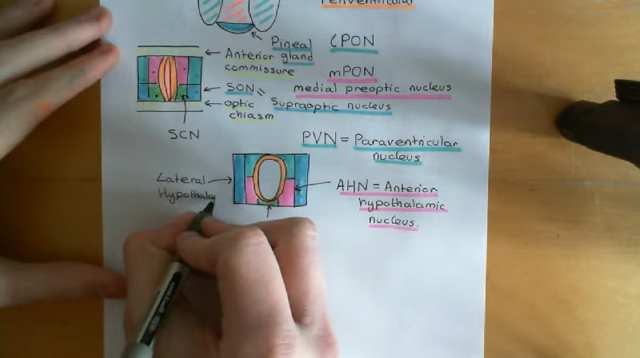 Periventricular
Pineal
gland
LPON
Anterior
commissure
mPON
SON =
medial preoptic nucleus
optic
chiasm
Supraoptic nucleus
SCN
PVN = Paraventricular
nucleus
Lateral
Hypothala
AHN = Anterior
hypothalamic
nucleus